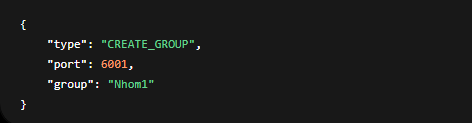 {
    "type": "CREATE_GROUP",
    "port": 6001,
    "group": "Nhom1"
}